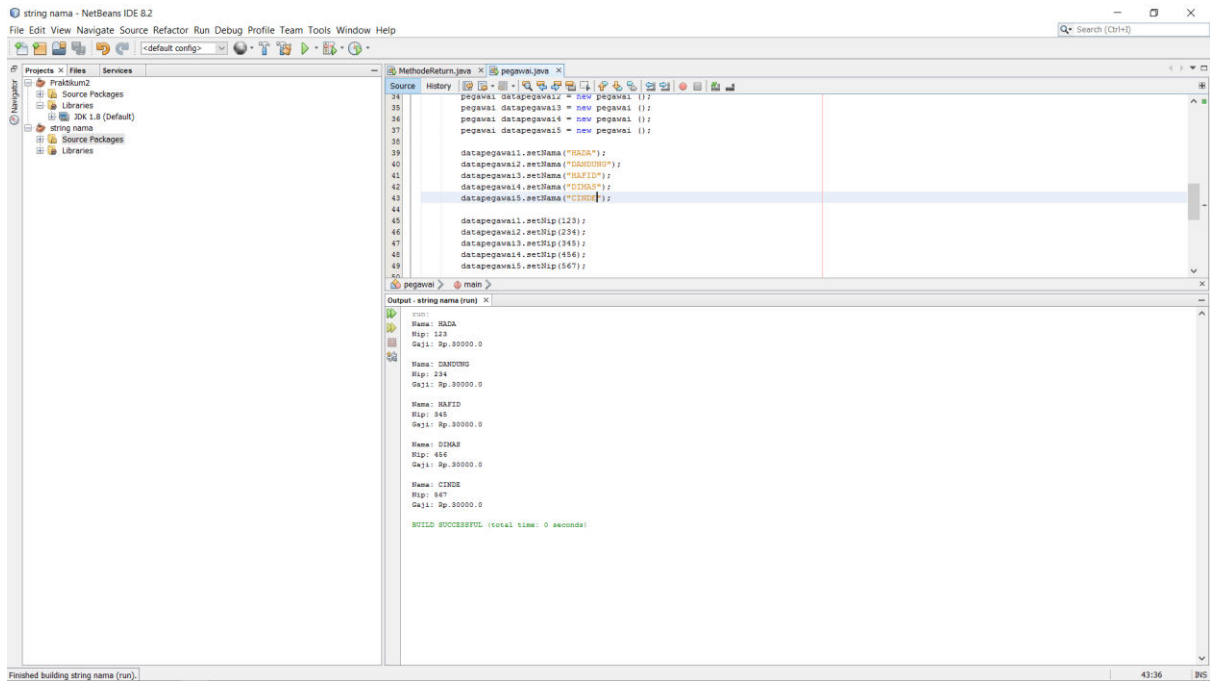 string nama - NetBeans IDE 8.2
File Edit View Navigate Source Refactor Run Debug Profile Team Tools Window Help
Search (Ctrl+I)
<default config>
Projects × Files Services
Navigator
Praktikum2
Source Packages
Libraries
JDK 1.8 (Default)
string nama
Source Packages
Libraries
MethodeReturn.java × pegawai.java ×
Source History
34 pegawai datapegawai2 = new pegawai ();
35 pegawai datapegawai3 = new pegawai ();
36 pegawai datapegawai4 = new pegawai ();
37 pegawai datapegawai5 = new pegawai ();
38
39 datapegawai1.setNama("HADA");
40 datapegawai2.setNama("DANDUNG");
41 datapegawai3.setNama("HAFID");
42 datapegawai4.setNama("DIMAS");
43 datapegawai5.setNama("CINDE");
44
45 datapegawai1.setNip(123);
46 datapegawai2.setNip(234);
47 datapegawai3.setNip(345);
48 datapegawai4.setNip(456);
49 datapegawai5.setNip(567);
50
pegawai main
Output - string nama (run) ×
run:
Nama: HADA
Nip: 123
Gaji: Rp.30000.0
Nama: DANDUNG
Nip: 234
Gaji: Rp.30000.0
Nama: HAFID
Nip: 345
Gaji: Rp.30000.0
Nama: DIMAS
Nip: 456
Gaji: Rp.30000.0
Nama: CINDE
Nip: 567
Gaji: Rp.30000.0
BUILD SUCCESSFUL (total time: 0 seconds)
Finished building string nama (run).
43:36 INS